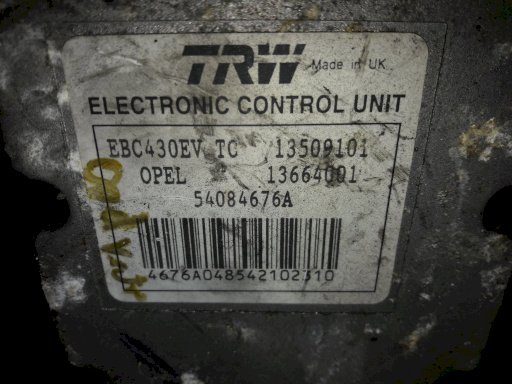 TRW Made in UK
ELECTRONIC CONTROL UNIT
EBC430EV TC 13509101
OPEL 13664001
54084676A
4676A048542102310